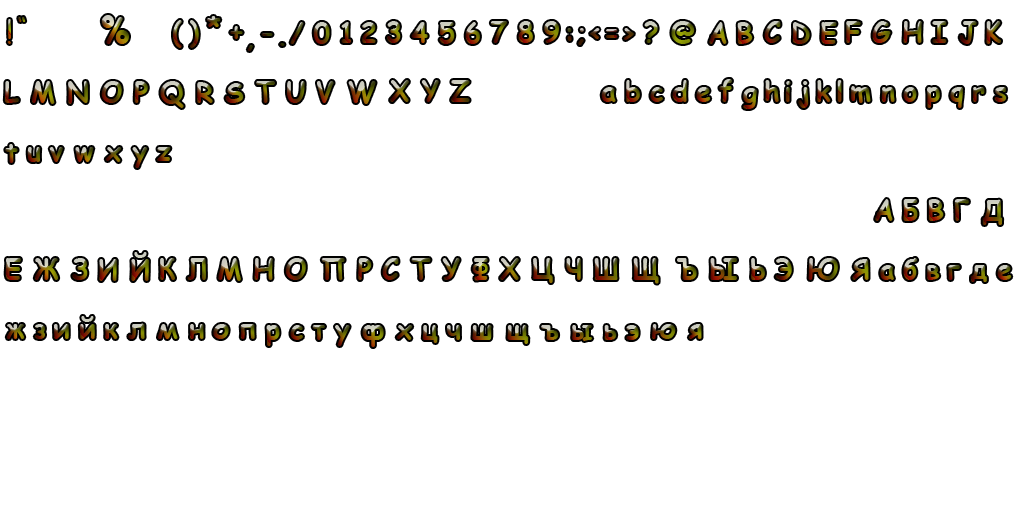 !" % ()*+,-./0123456789:;<=>?@ABCDEFGHIJK
LMNOPQRSTUVWXYZ abcdefghijklmnopqrs
tuvwxyz
АБВГД
ЕЖЗИЙКЛМНОПРСТУФХЦЧШЩЪЫЬЭЮЯабвгде
жзийклмнопрстуфхцчшщъыьэюя